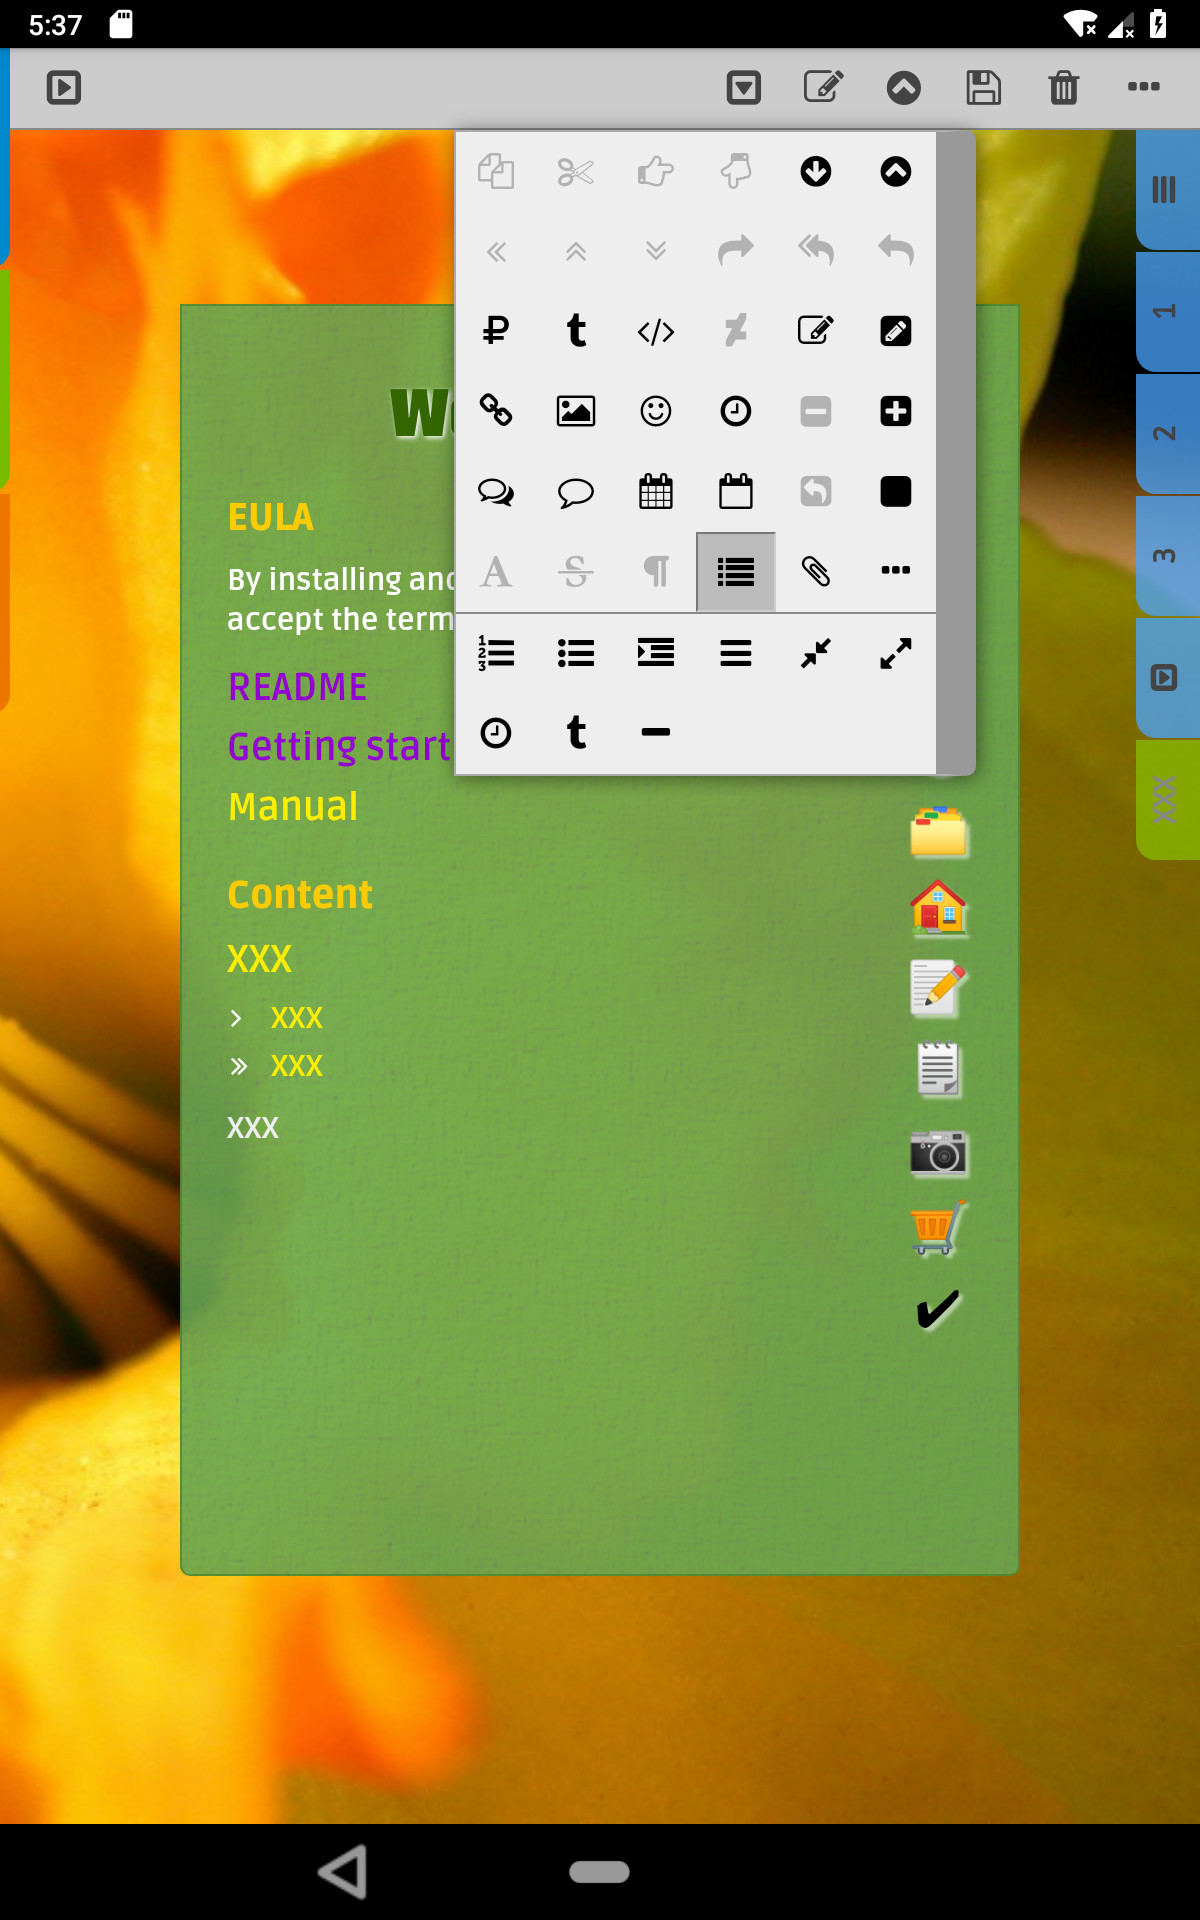 5:37
1
2
3
XXX
EULA
By installing and
accept the term
README
Getting start
Manual
Content
XXX
XXX
XXX
XXX